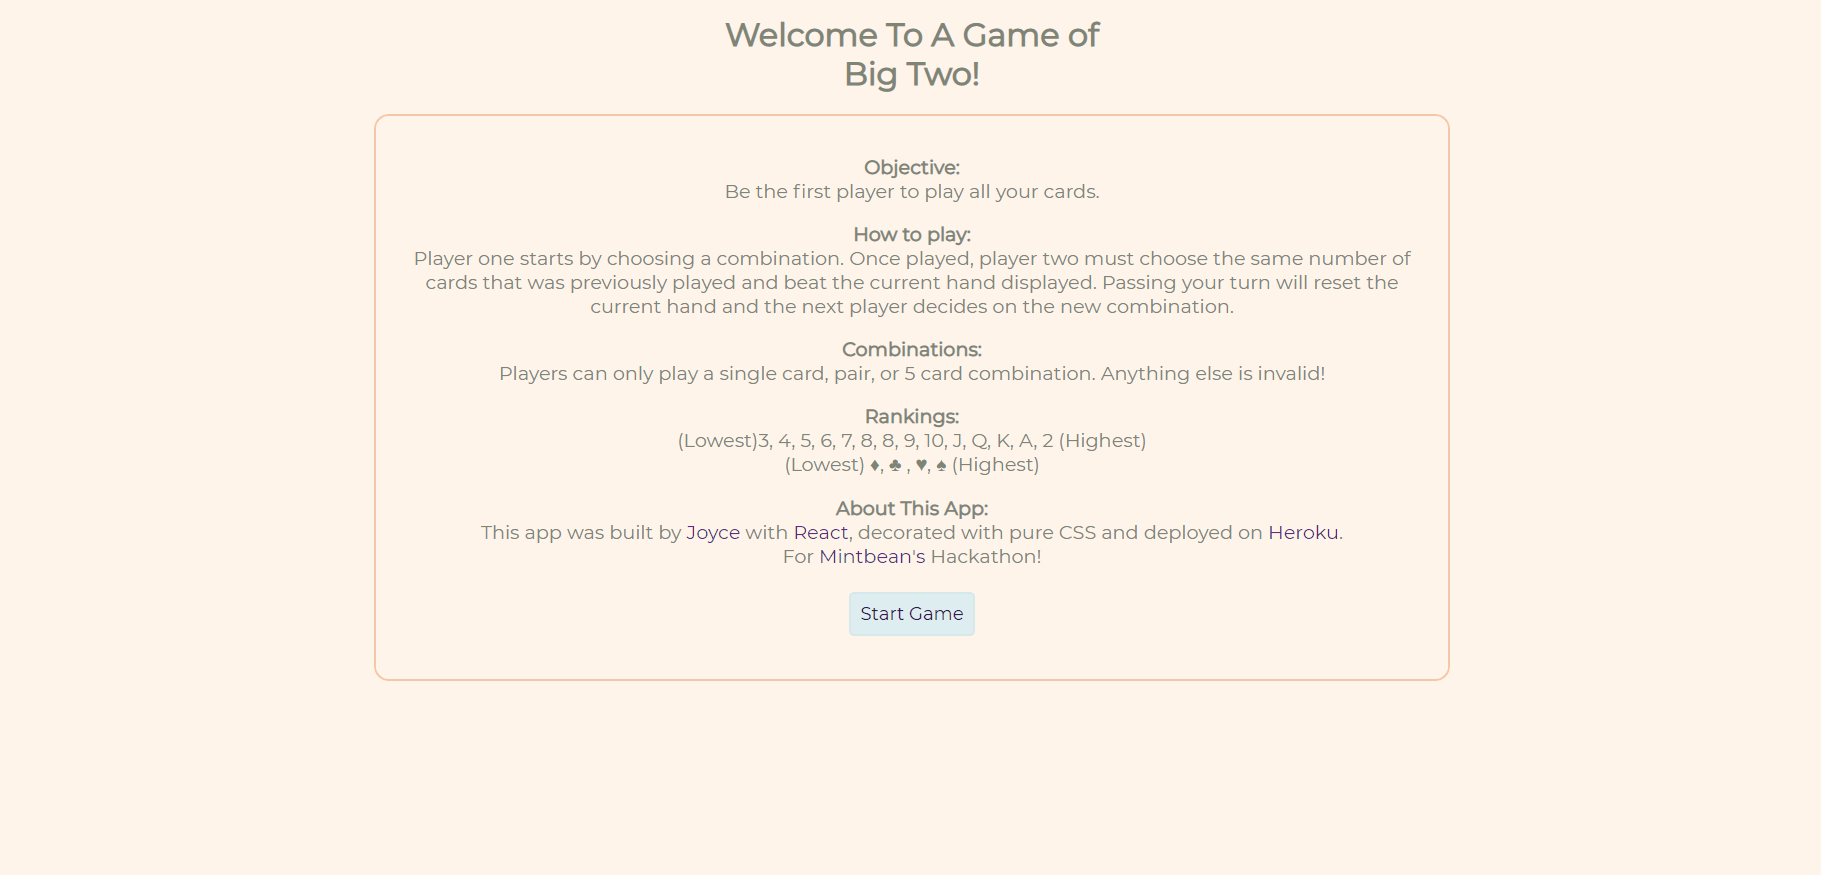 Welcome To A Game of
Big Two!
Objective:
Be the first player to play all your cards.
How to play:
Player one starts by choosing a combination. Once played, player two must choose the same number of
cards that was previously played and beat the current hand displayed. Passing your turn will reset the
current hand and the next player decides on the new combination.
Combinations:
Players can only play a single card, pair, or 5 card combination. Anything else is invalid!
Rankings:
(Lowest)3, 4, 5, 6, 7, 8, 8, 9, 10, J, Q, K, A, 2 (Highest)
(Lowest) ♦, ♣ , ♥, ♠ (Highest)
About This App:
This app was built by Joyce with React, decorated with pure CSS and deployed on Heroku.
For Mintbean's Hackathon!
Start Game